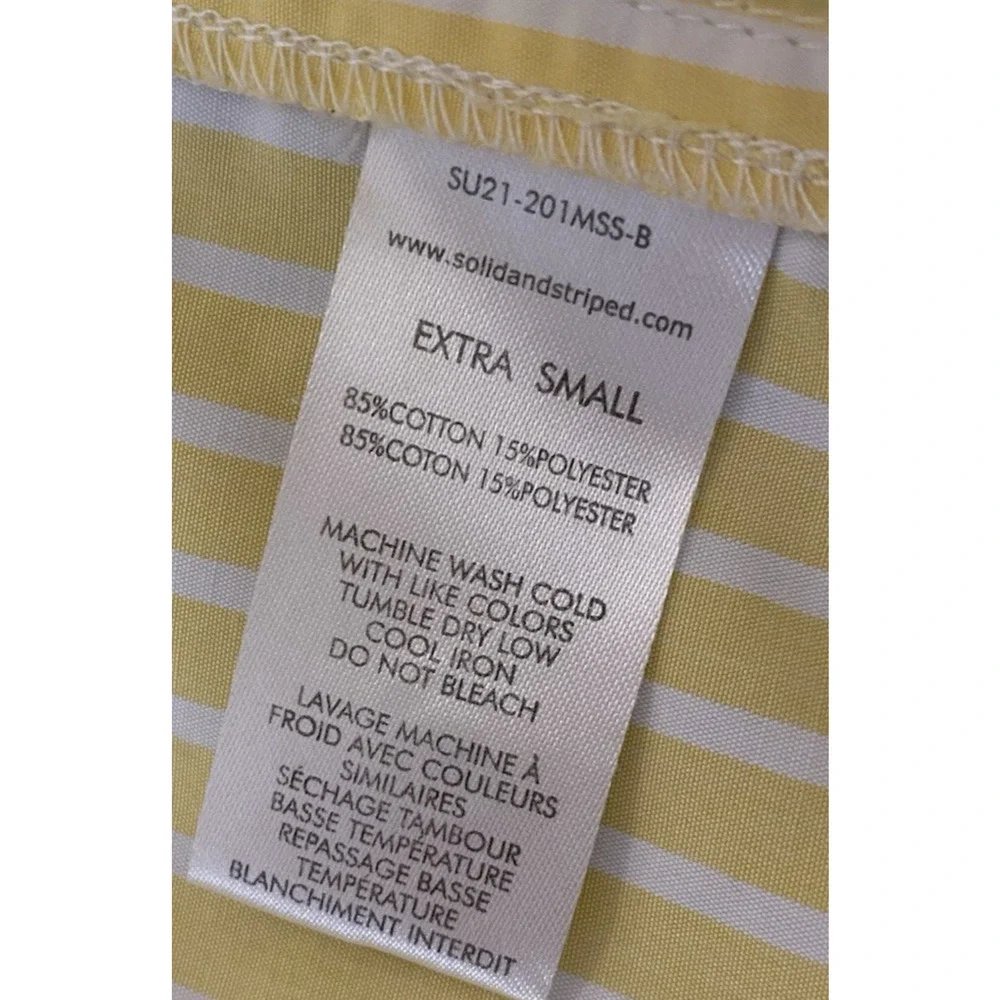 SU21-201MSS-B
www.solidandstriped.com
EXTRA SMALL
85%COTTON 15%POLYESTER
85%COTON 15%POLYESTER
MACHINE WASH COLD
WITH LIKE COLORS
TUMBLE DRY LOW
COOL IRON
DO NOT BLEACH
LAVAGE MACHINE À
FROID AVEC COULEURS
SIMILAIRES
SÉCHAGE TAMBOUR
BASSE TEMPÉRATURE
REPASSAGE BASSE
TEMPÉRATURE
BLANCHIMENT INTERDIT